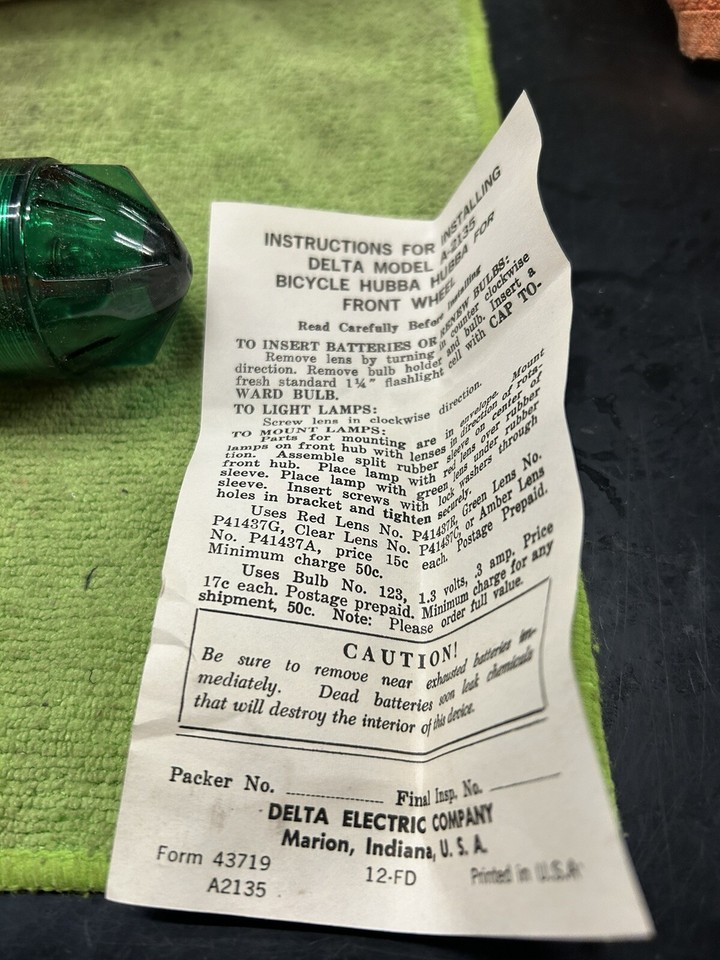 INSTRUCTIONS FOR INSTALLING
DELTA MODEL A-2135
BICYCLE HUBBA HUBBA FOR
FRONT WHEEL
Read Carefully Before Installing
TO INSERT BATTERIES OR RENEW BULBS:
Remove lens by turning in counter clockwise
direction. Remove bulb holder and bulb. Insert a
fresh standard 1¼" flashlight cell with CAP TO-
WARD BULB.
TO LIGHT LAMPS:
Screw lens in clockwise direction.
TO MOUNT LAMPS:
Parts for mounting are in envelope. Mount
lamps on front hub with lenses in direction of rota-
tion. Assemble split rubber sleeve on center of
front hub. Place lamp with red lens over rubber
sleeve. Place lamp with green lens under rubber
sleeve. Insert screws with lock washers through
holes in bracket and tighten securely.
Uses Red Lens No. P41437R, Green Lens No.
P41437G, Clear Lens No. P41437C, or Amber Lens
No. P41437A, price 15c each. Postage Prepaid.
Minimum charge 50c.
Uses Bulb No. 123, 1.3 volts, .3 amp. Price
17c each. Postage prepaid. Minimum charge for any
shipment, 50c. Note: Please order full value.
CAUTION!
Be sure to remove near exhausted batteries im-
mediately. Dead batteries soon leak chemicals
that will destroy the interior of this device.
Packer No. Final Insp. No.
DELTA ELECTRIC COMPANY
Marion, Indiana, U. S. A.
Form 43719 12-FD Printed in U.S.A.
A2135